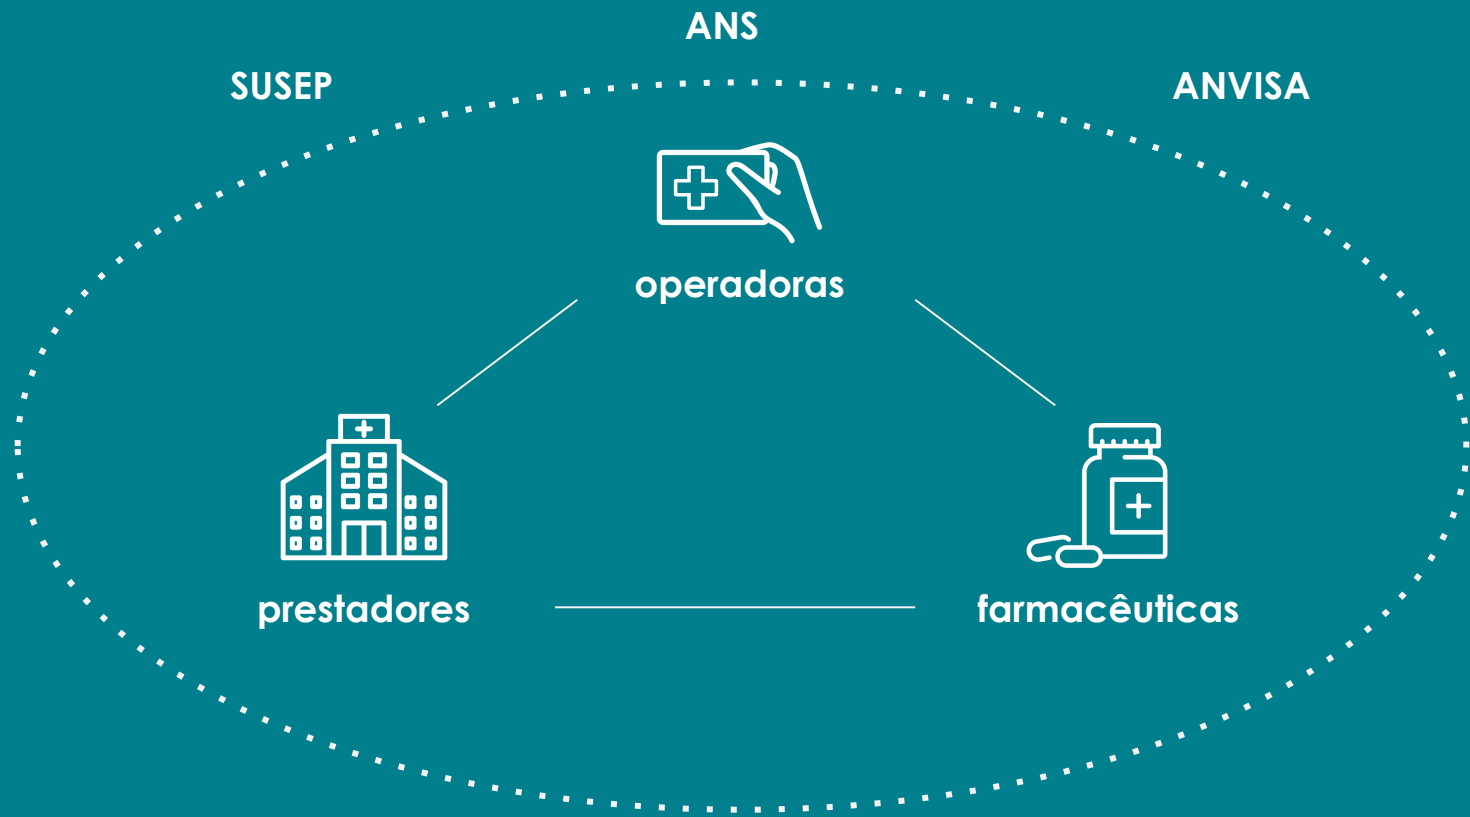 ANS
SUSEP
ANVISA
operadoras
prestadores
farmacêuticas